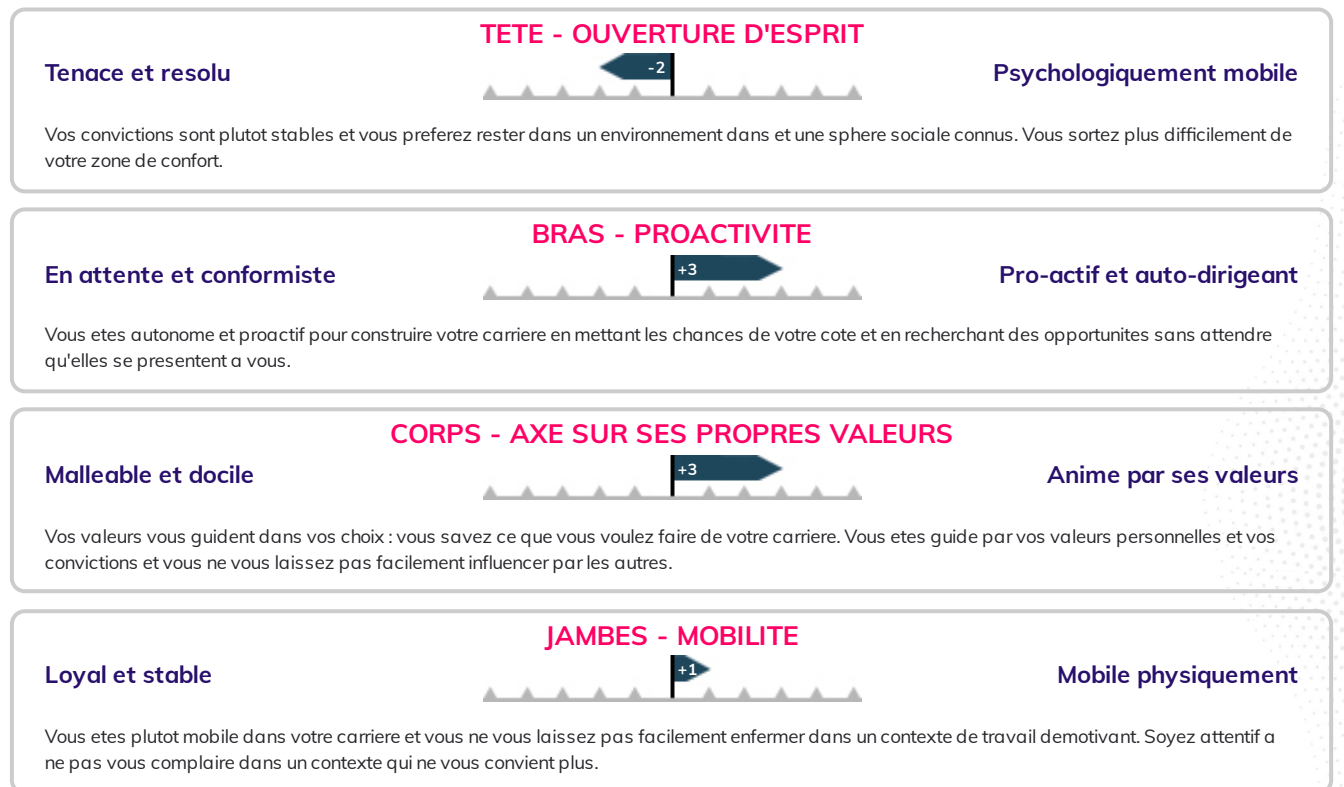 TETE - OUVERTURE D'ESPRIT
-2
Tenace et resolu
Psychologiquement mobile
Vos convictions sont plutot stables et vous preferez rester dans un environnement dans et une sphere sociale connus. Vous sortez plus difficilement de
votre zone de confort.
BRAS - PROACTIVITE
+3
En attente et conformiste
Pro-actif et auto-dirigeant
Vous etes autonome et proactif pour construire votre carriere en mettant les chances de votre cote et en recherchant des opportunites sans attendre
qu'elles se presentent a vous.
CORPS - AXE SUR SES PROPRES VALEURS
+3
Malleable et docile
Anime par ses valeurs
Vos valeurs vous guident dans vos choix : vous savez ce que vous voulez faire de votre carriere. Vous etes guide par vos valeurs personnelles et vos
convictions et vous ne vous laissez pas facilement influencer par les autres.
JAMBES - MOBILITE
+1
Loyal et stable
Mobile physiquement
Vous etes plutot mobile dans votre carriere et vous ne vous laissez pas facilement enfermer dans un contexte de travail demotivant. Soyez attentif a
ne pas vous complaire dans un contexte qui ne vous convient plus.